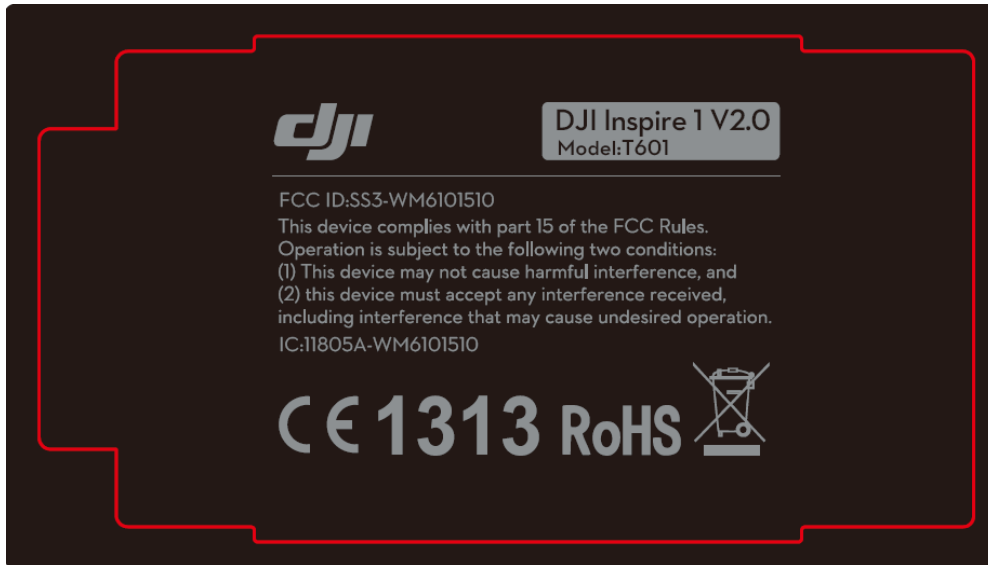 dji
DJI Inspire 1 V2.0
Model:T601
FCC ID:SS3-WM6101510
This device complies with part 15 of the FCC Rules.
Operation is subject to the following two conditions:
(1) This device may not cause harmful interference, and
(2) this device must accept any interference received,
including interference that may cause undesired operation.
IC:11805A-WM6101510
CE 1313 RoHS